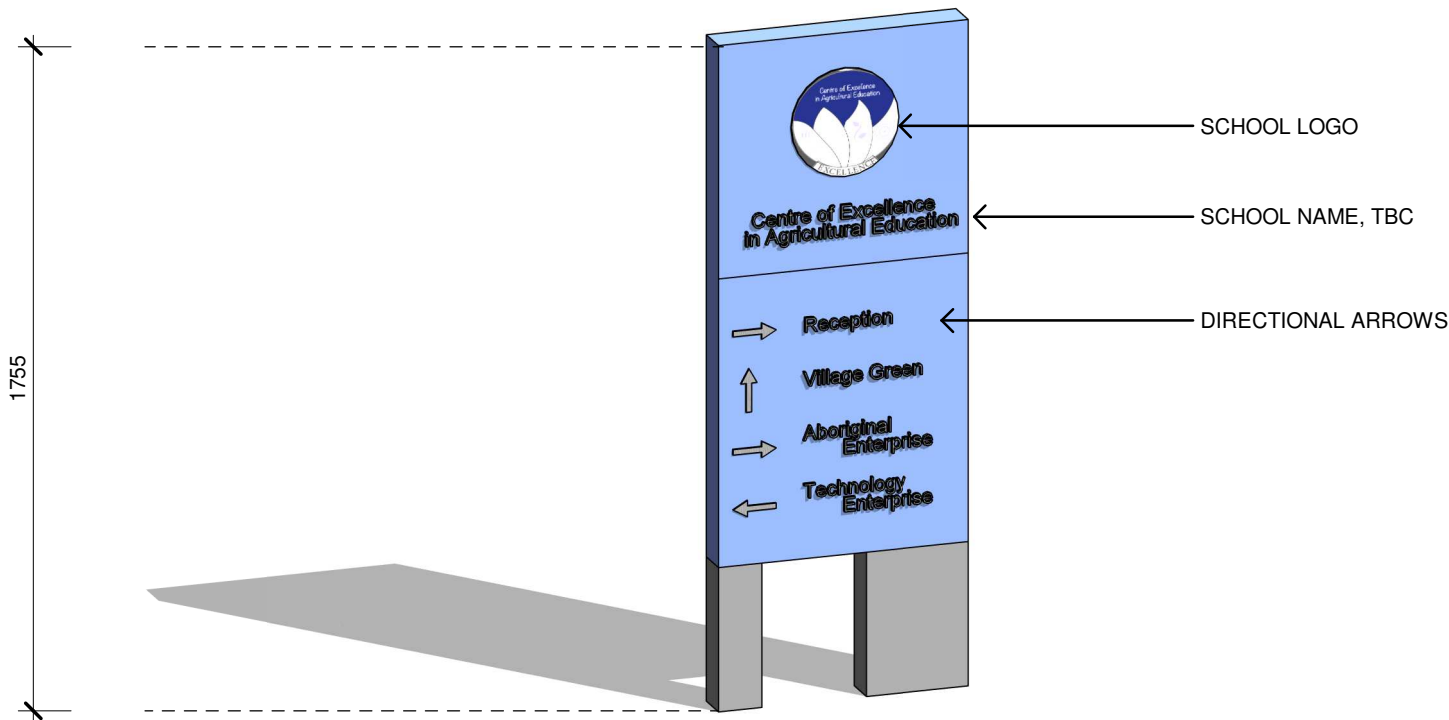 1755
Centre of Excellence
in Agricultural Education
EXCELLENCE
SCHOOL LOGO
Centre of Excellence
in Agricultural Education
SCHOOL NAME, TBC
Reception
DIRECTIONAL ARROWS
Village Green
Aboriginal
Enterprise
Technology
Enterprise